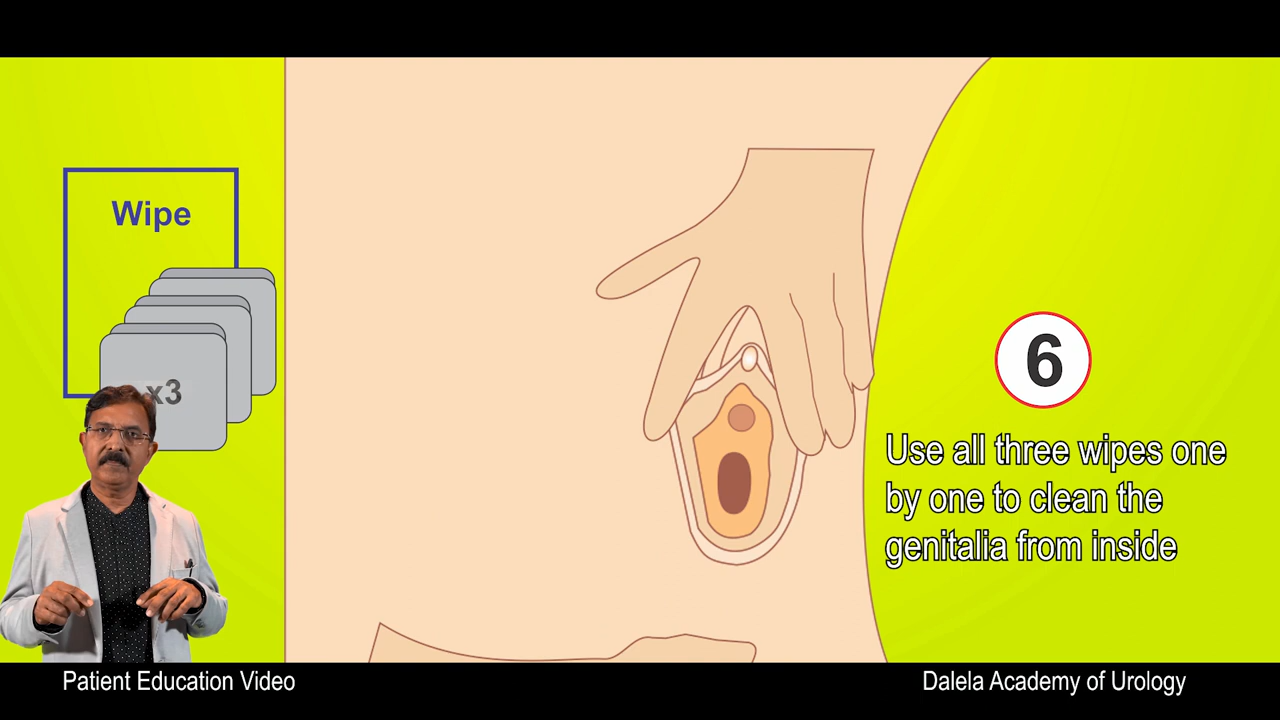 Wipe
x3
6
Use all three wipes one
by one to clean the
genitalia from inside
Patient Education Video
Dalela Academy of Urology